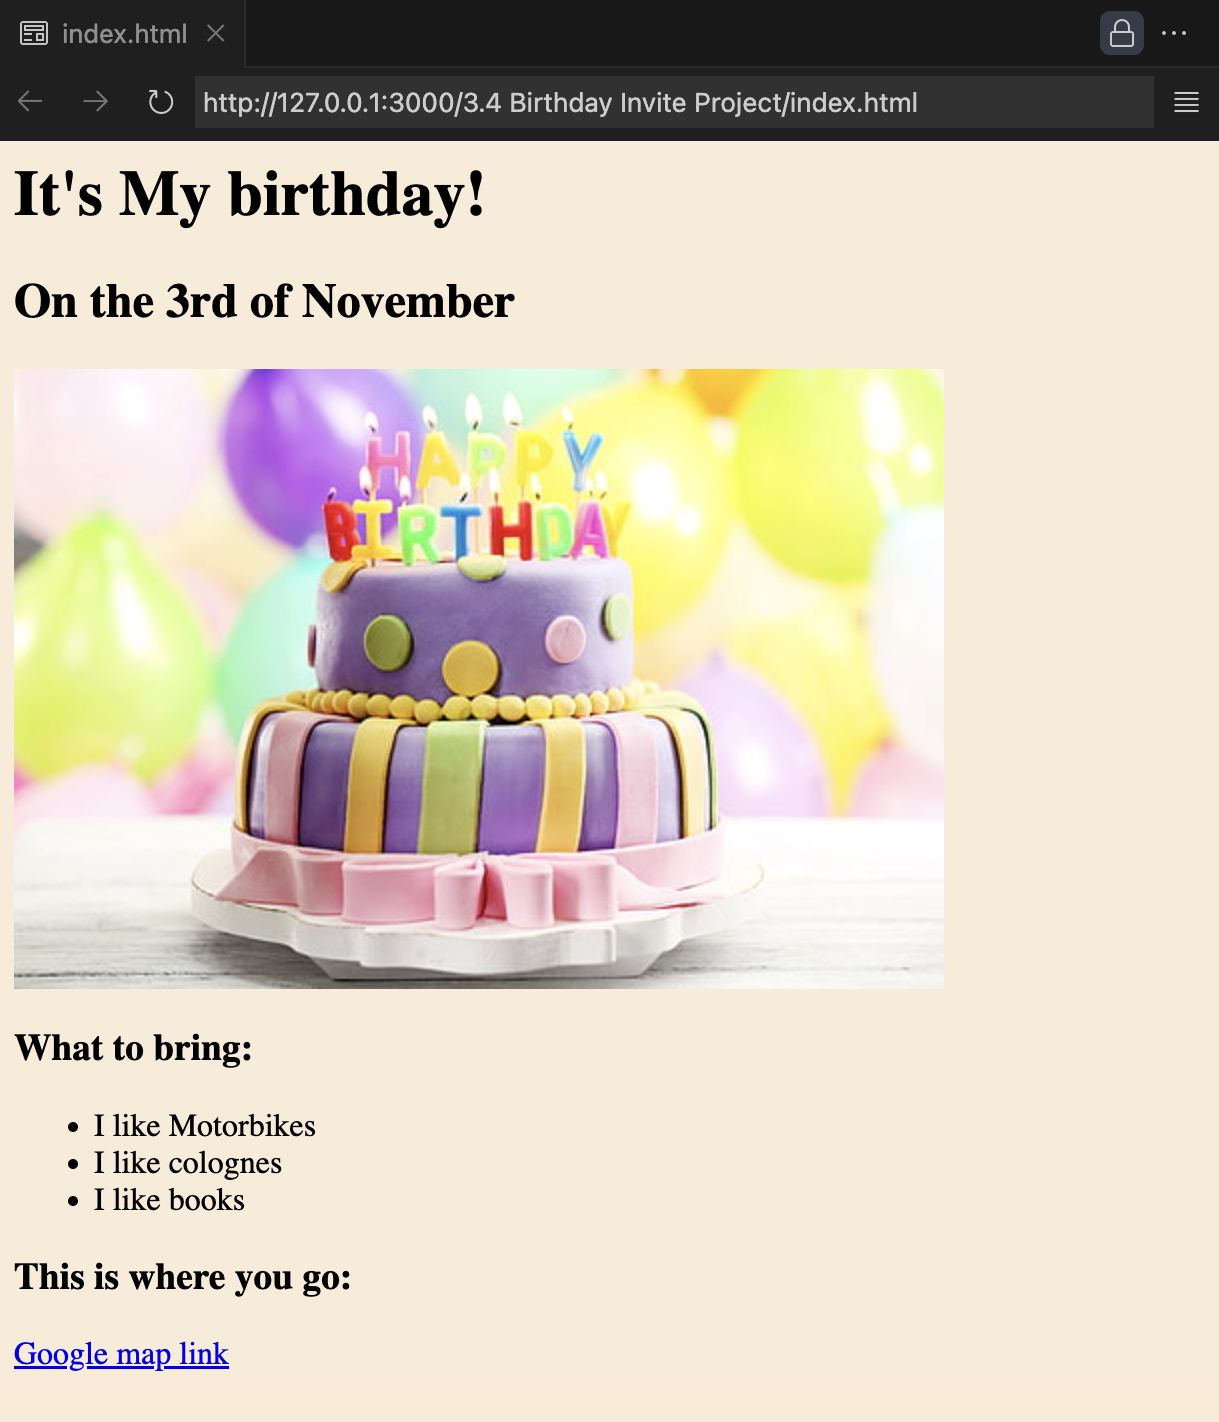 index.html
http://127.0.0.1:3000/3.4 Birthday Invite Project/index.html
It's My birthday!
On the 3rd of November
HAPPY
BIRTHDAY
What to bring:
I like Motorbikes
I like colognes
I like books
This is where you go:
Google map link